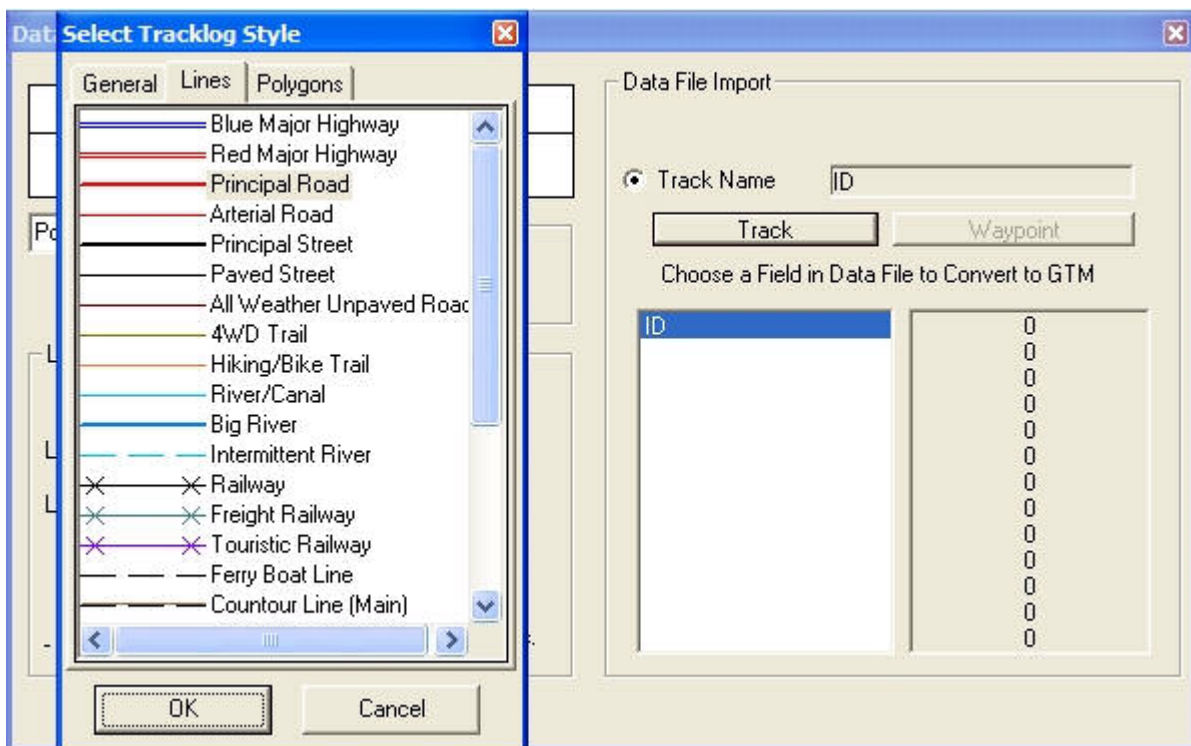 Data
Select Tracklog Style
General Lines Polygons
Blue Major Highway
Red Major Highway
Principal Road
Arterial Road
Principal Street
Paved Street
All Weather Unpaved Road
4WD Trail
Hiking/Bike Trail
River/Canal
Big River
Intermittent River
Railway
Freight Railway
Touristic Railway
Ferry Boat Line
Countour Line (Main)
OK Cancel
Data File Import
Track Name ID
Track Waypoint
Choose a Field in Data File to Convert to GTM
ID
0
0
0
0
0
0
0
0
0
0
0
0
0